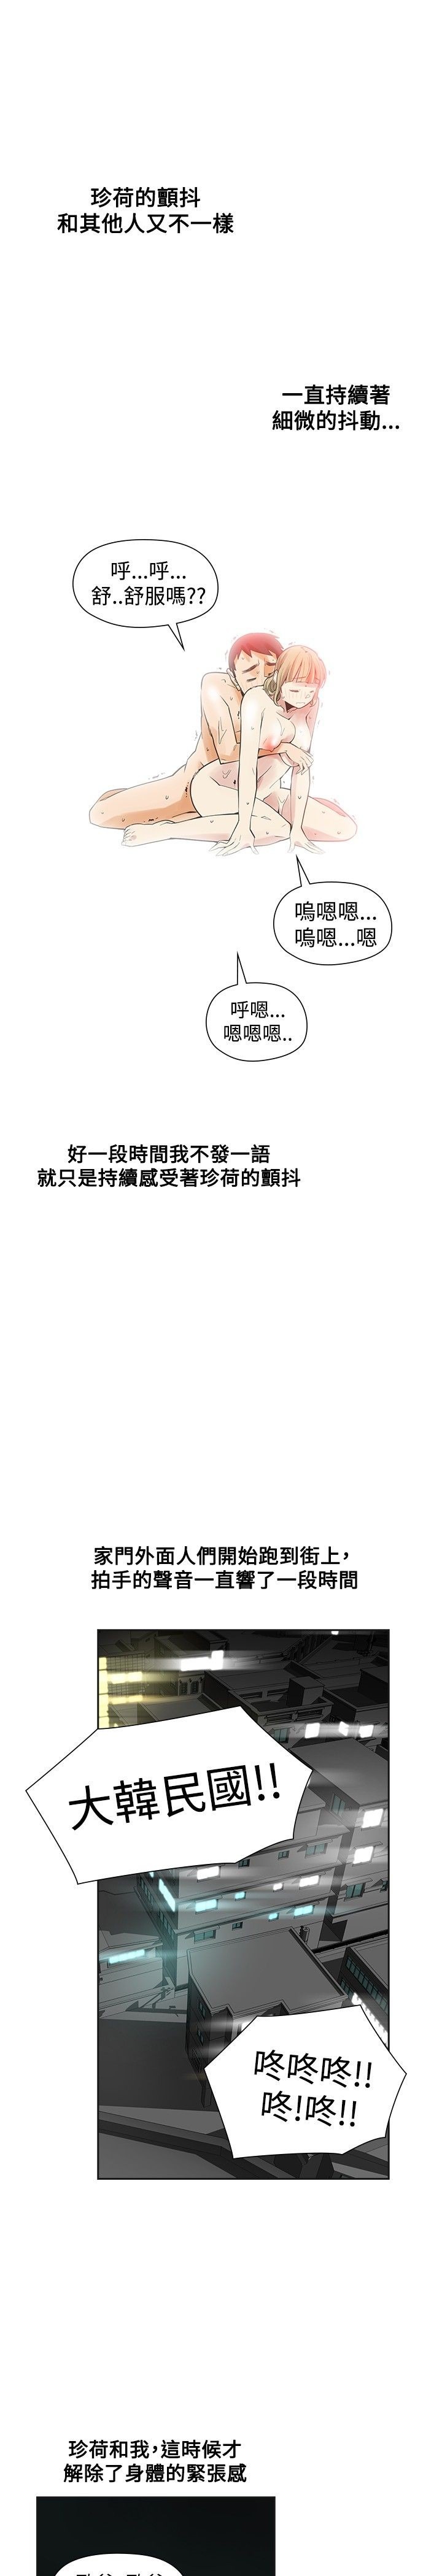 珍荷的顫抖
和其他人又不一樣
一直持續著
細微的抖動...
呼...呼...
舒..舒服嗎??
嗚嗯嗯...
嗚嗯...嗯
呼嗯...
嗯嗯嗯..
好一段時間我不發一語
就只是持續感受著珍荷的顫抖
家門外面人們開始跑到街上,
拍手的聲音一直響了一段時間
大韓民國!!
咚咚咚!!
咚!咚!!
珍荷和我,這時候才
解除了身體的緊張感